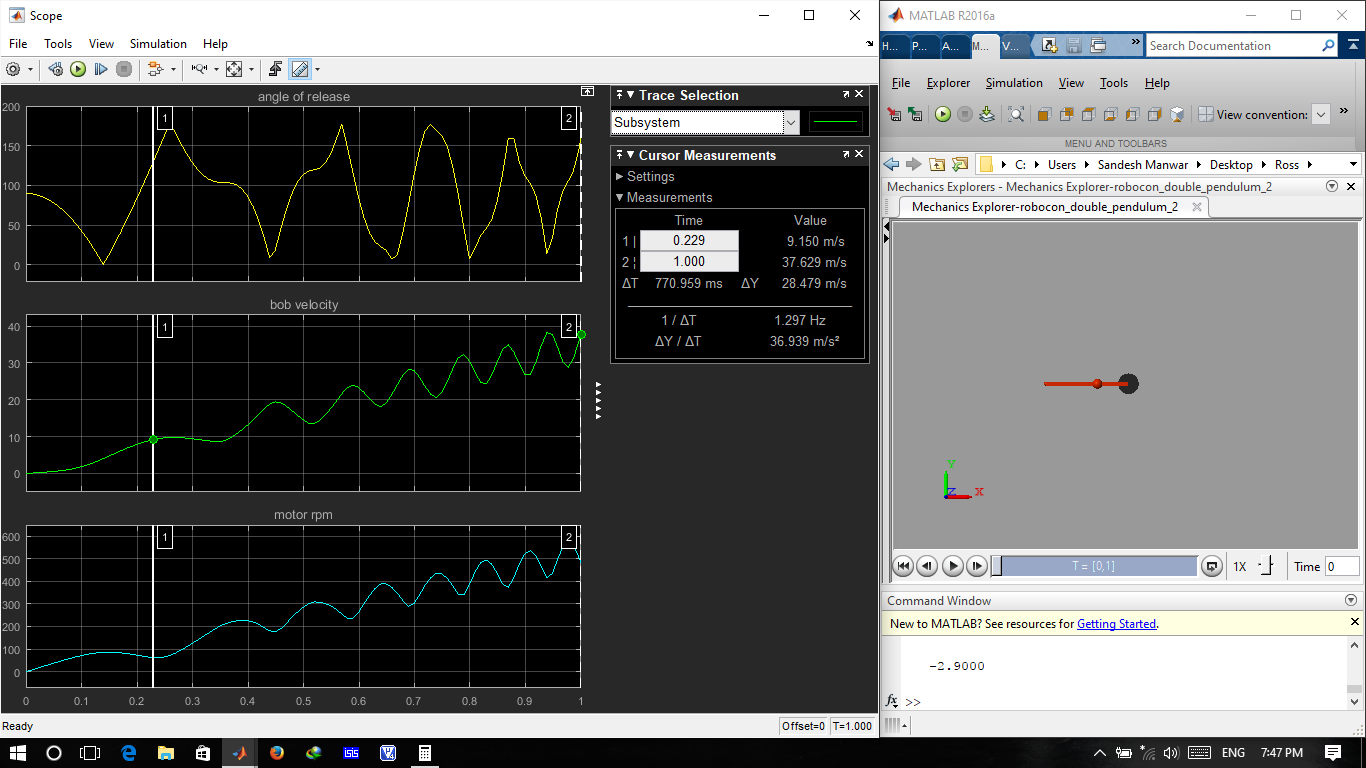 Scope
File Tools View Simulation Help
angle of release
200
150
100
50
0
1
2
bob velocity
40
30
20
10
0
1
2
motor rpm
600
500
400
300
200
100
0
1
2
0 0.1 0.2 0.3 0.4 0.5 0.6 0.7 0.8 0.9 1
Ready
Offset=0 T=1.000
Trace Selection
Subsystem
Cursor Measurements
Settings
Measurements
Time Value
1 | 0.229 9.150 m/s
2 ¦ 1.000 37.629 m/s
ΔT 770.959 ms ΔY 28.479 m/s
1 / ΔT 1.297 Hz
ΔY / ΔT 36.939 m/s²
MATLAB R2016a
H... P... A... M... V...
Search Documentation
File Explorer Simulation View Tools Help
View convention:
MENU AND TOOLBARS
C: Users Sandesh Manwar Desktop Ross
Mechanics Explorers - Mechanics Explorer-robocon_double_pendulum_2
Mechanics Explorer-robocon_double_pendulum_2
Y
Z
X
T = [0,1]
1X
Time 0
Command Window
New to MATLAB? See resources for Getting Started.
-2.9000
fx >>
ISIS
ENG 7:47 PM